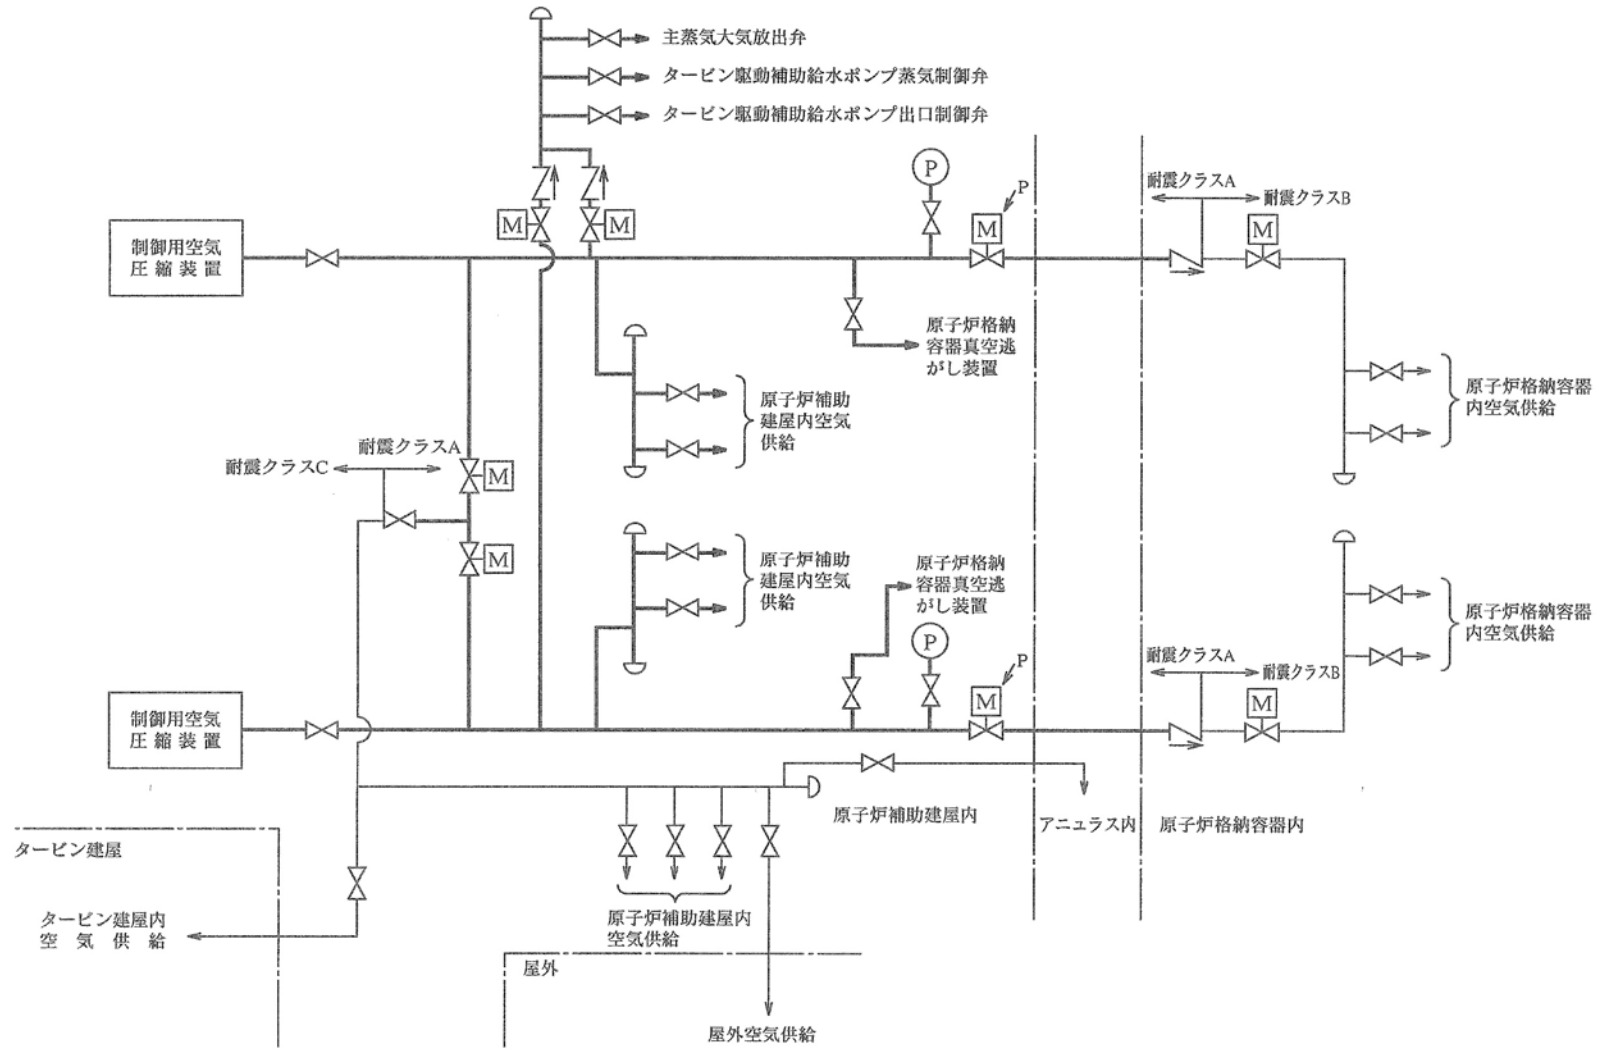 主蒸気大気放出弁
タービン駆動補助給水ポンプ蒸気制御弁
タービン駆動補助給水ポンプ出口制御弁
P
P
耐震クラスA
耐震クラスB
M
M
M
M
制御用空気
圧縮装置
原子炉格納
容器真空逃
がし装置
原子炉補助
建屋内空気
供給
原子炉格納容器
内空気供給
耐震クラスA
耐震クラスC
M
M
原子炉補助
建屋内空気
供給
原子炉格納
容器真空逃
がし装置
原子炉格納容器
内空気供給
P
P
耐震クラスA
耐震クラスB
M
M
制御用空気
圧縮装置
原子炉補助建屋内
アニュラス内
原子炉格納容器内
タービン建屋
タービン建屋内
空気供給
原子炉補助建屋内
空気供給
屋外
屋外空気供給